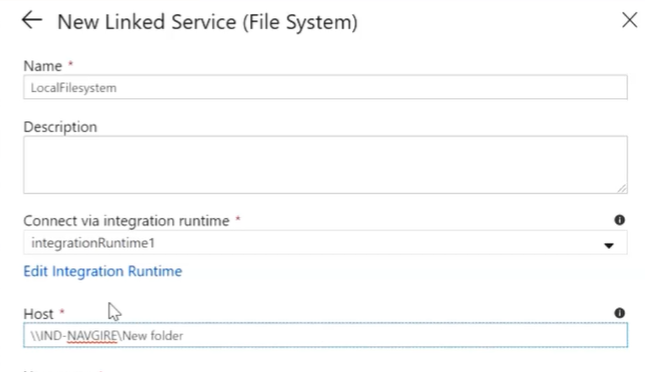 New Linked Service (File System)
Name *
LocalFilesystem
Description
Connect via integration runtime *
integrationRuntime1
Edit Integration Runtime
Host *
\\IND-NAVGIRE\New folder